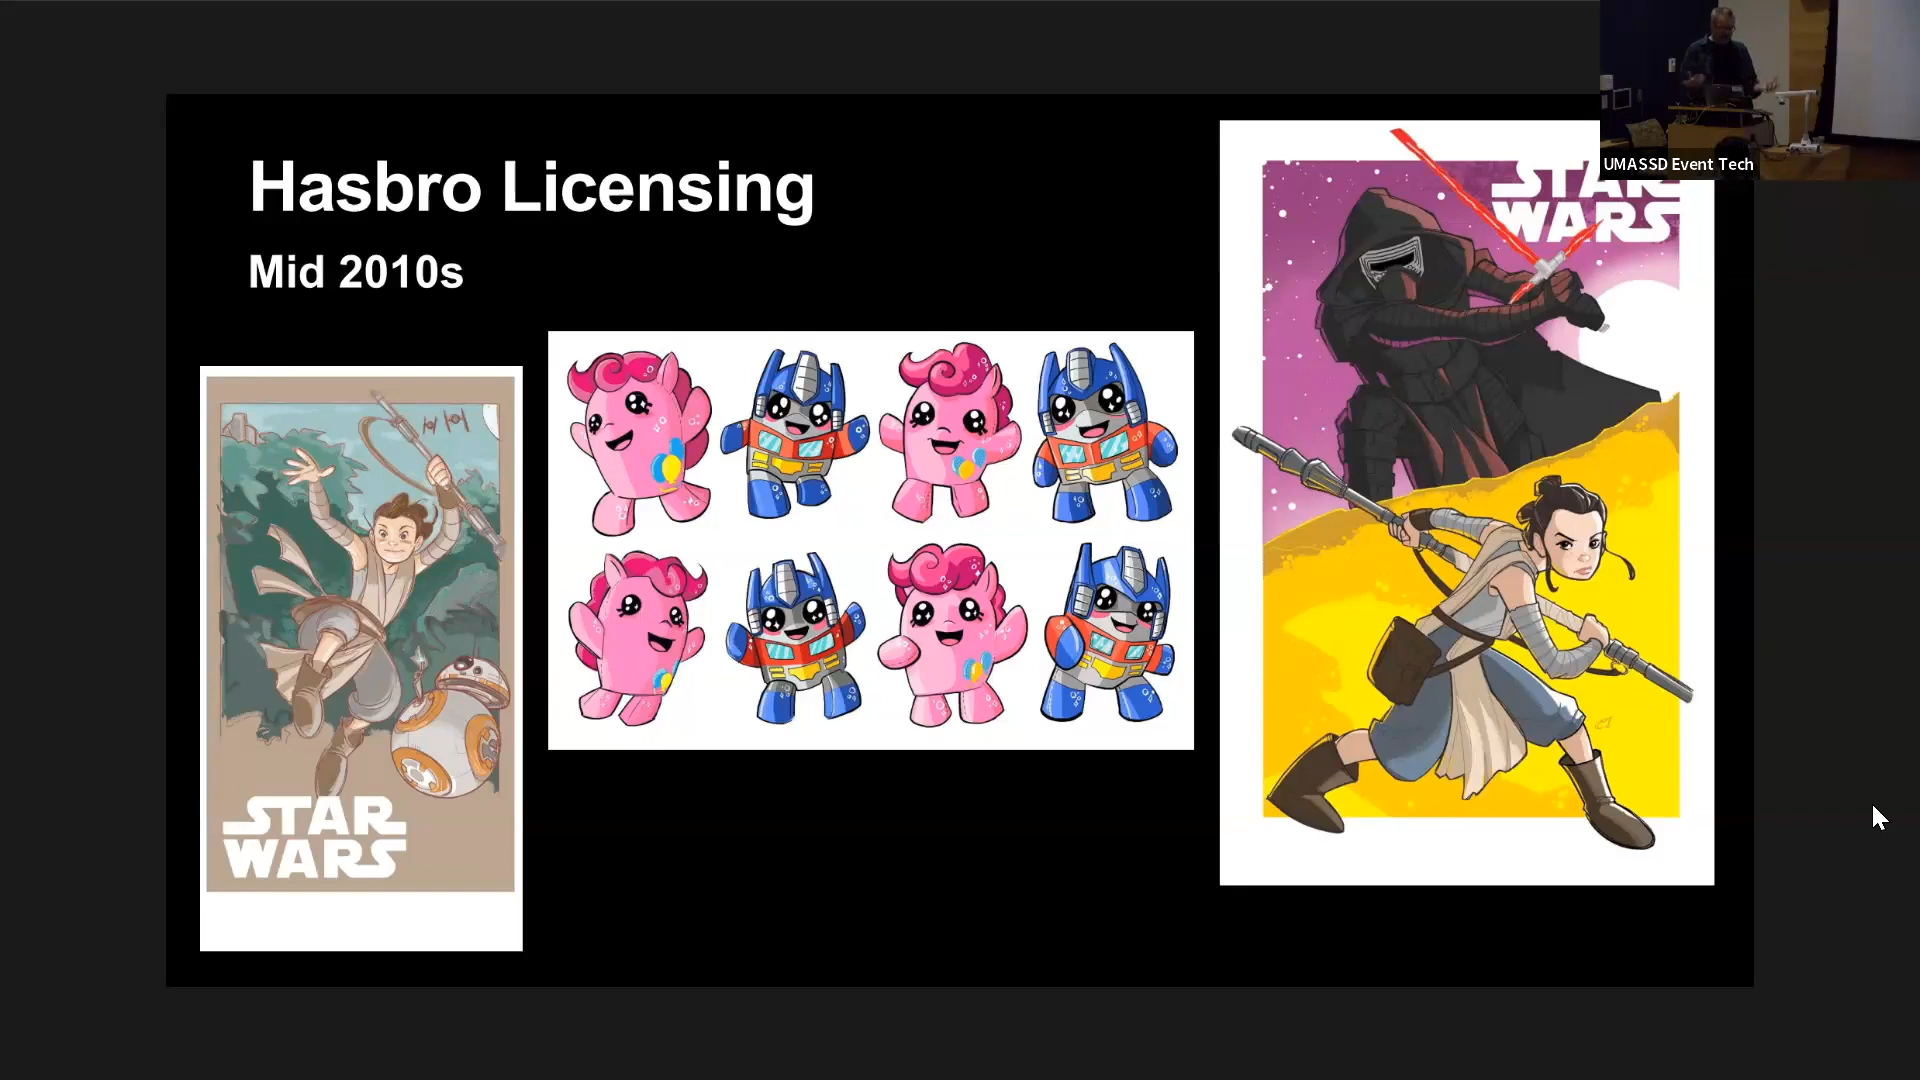 Hasbro Licensing
Mid 2010s
STAR
WARS
STAR
WARS
UMASSD Event Tech